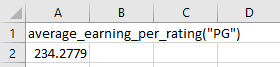 A B C D
1 average_earning_per_rating("PG")
2 234.2779